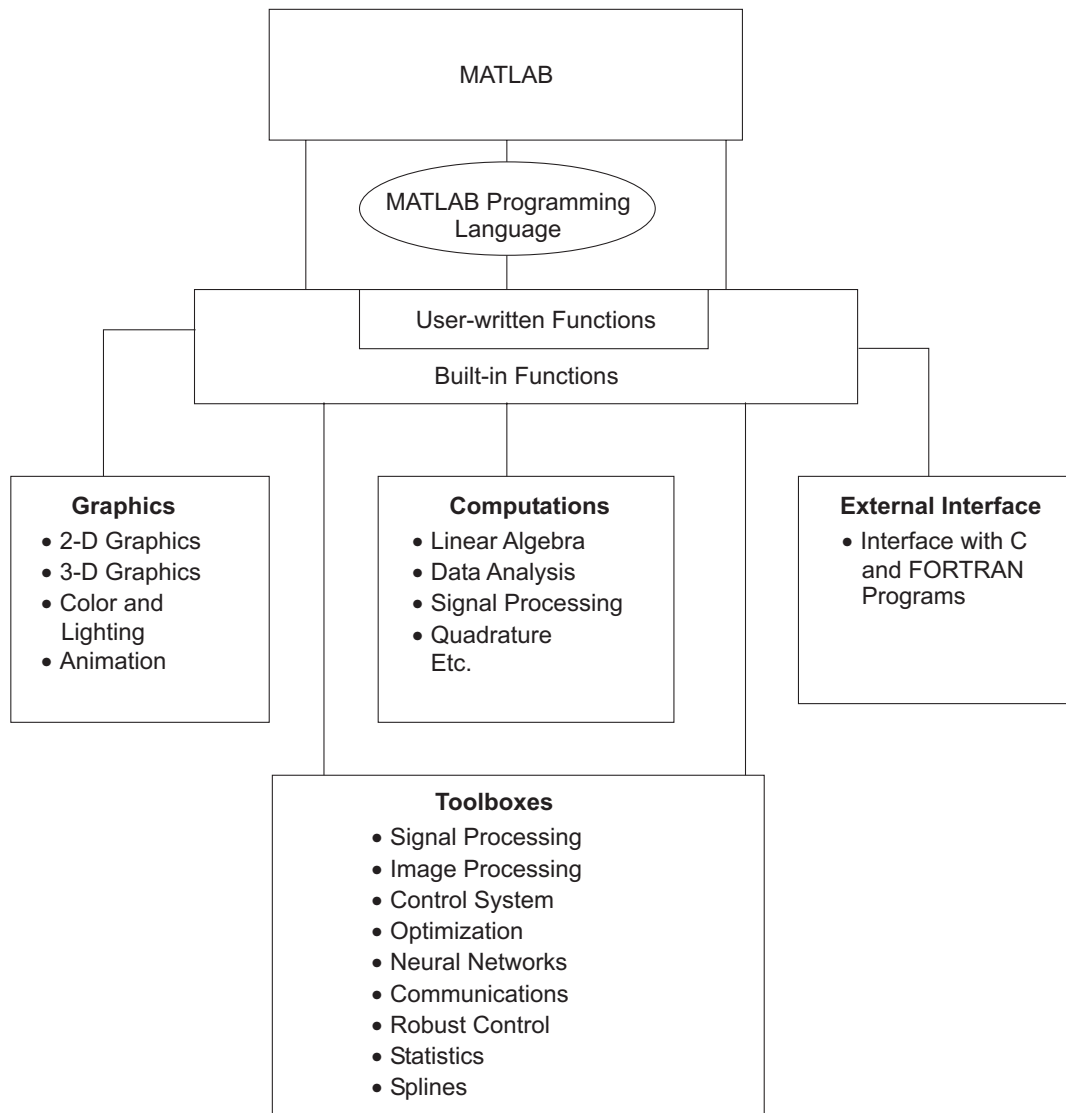 MATLAB
MATLAB Programming
Language
User-written Functions
Built-in Functions
Graphics
• 2-D Graphics
• 3-D Graphics
• Color and
Lighting
• Animation
Computations
• Linear Algebra
• Data Analysis
• Signal Processing
• Quadrature
Etc.
External Interface
• Interface with C
and FORTRAN
Programs
Toolboxes
• Signal Processing
• Image Processing
• Control System
• Optimization
• Neural Networks
• Communications
• Robust Control
• Statistics
• Splines